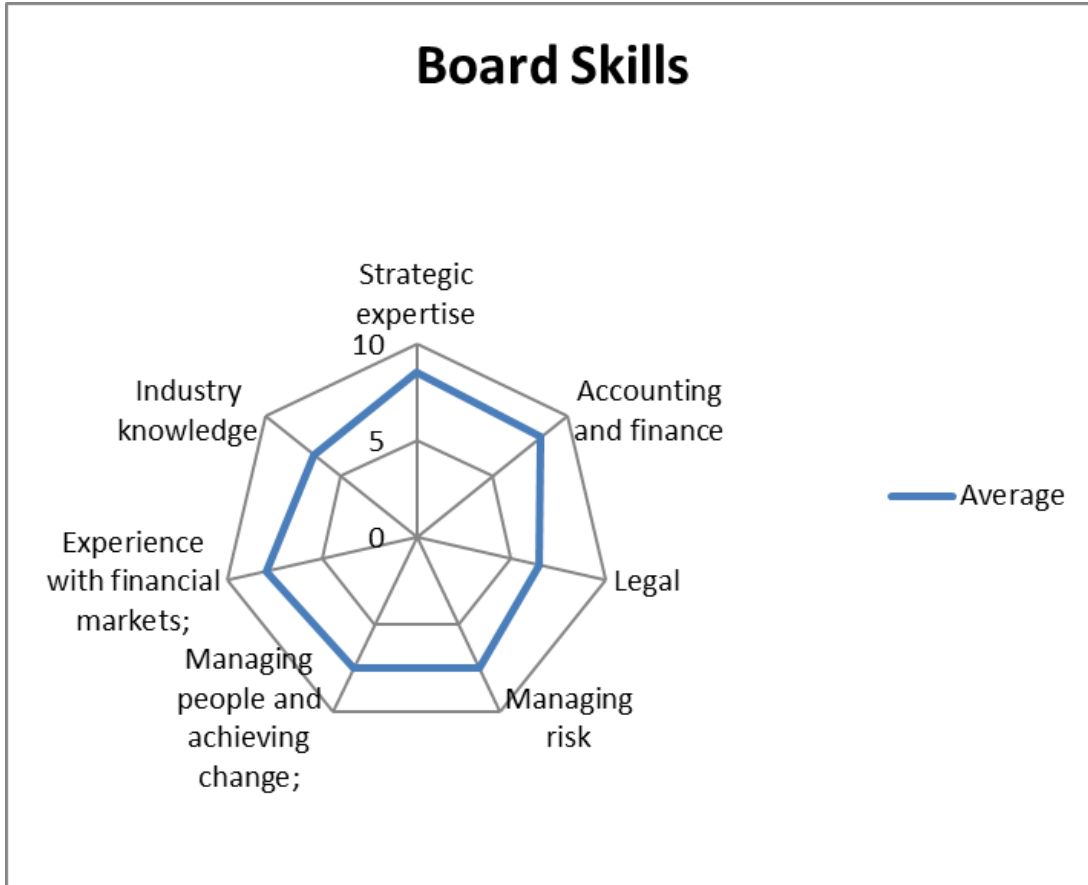 Board Skills
Strategic
expertise
10
5
0
Accounting
and finance
Legal
Managing
risk
Managing
people and
achieving
change;
Experience
with financial
markets;
Industry
knowledge
Average